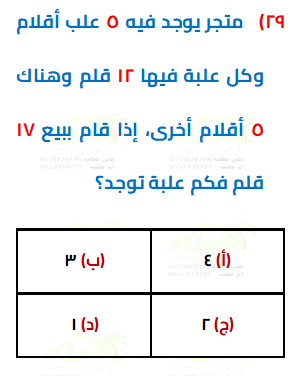 ٢٩) متجر يوجد فيه ٥ علب أقلام
وكل علبة فيها ١٢ قلم وهناك
٥ أقلام أخرى، إذا قام ببيع ١٧
قلم فكم علبة توجد؟
(أ) ٤
(ب) ٣
(ج) ٢
(د) ١